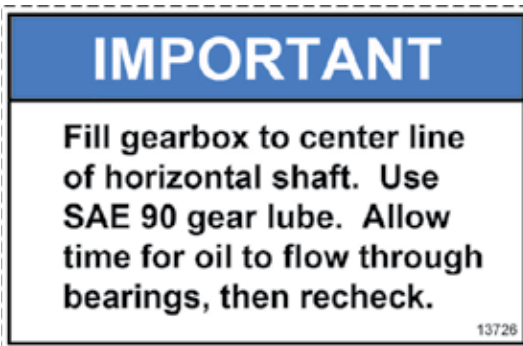 IMPORTANT
Fill gearbox to center line
of horizontal shaft.  Use
SAE 90 gear lube.  Allow
time for oil to flow through
bearings, then recheck.
13726